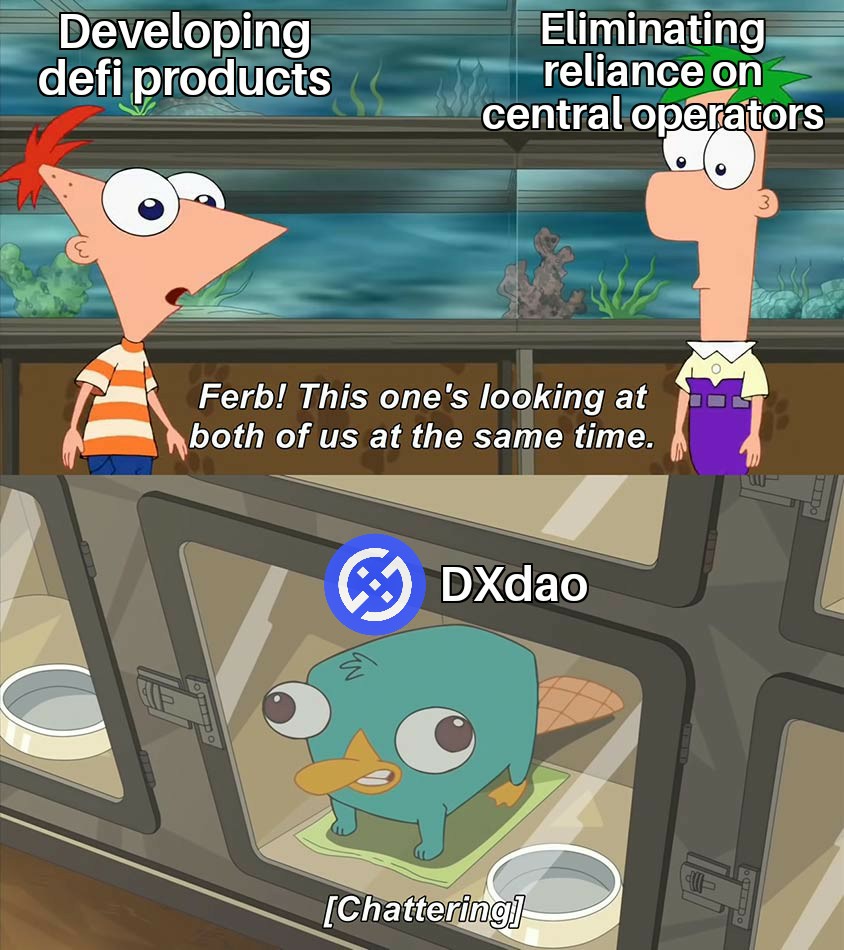 Developing
defi products
Eliminating
reliance on
central operators
Ferb! This one's looking at
both of us at the same time.
DXdao
[Chattering]